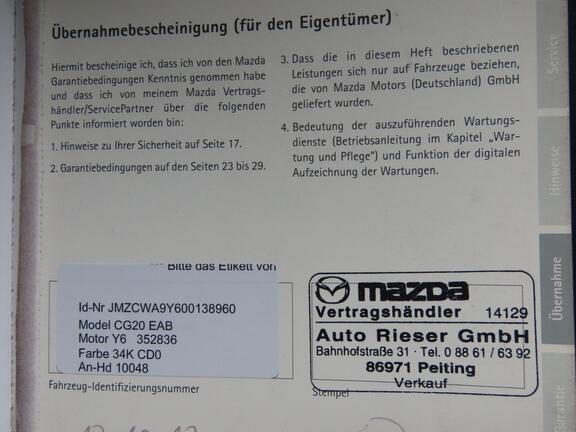 Übernahmebescheinigung (für den Eigentümer)
Hiermit bescheinige ich, dass ich von den Mazda
Garantiebedingungen Kenntnis genommen habe
und dass ich von meinem Mazda Vertrags-
händler/ServicePartner über die folgenden
Punkte informiert worden bin:
1. Hinweise zu Ihrer Sicherheit auf Seite 17.
2. Garantiebedingungen auf den Seiten 23 bis 29.
3. Dass die in diesem Heft beschriebenen
Leistungen sich nur auf Fahrzeuge beziehen,
die von Mazda Motors (Deutschland) GmbH
geliefert wurden.
4. Bedeutung der auszuführenden Wartungs-
dienste (Betriebsanleitung im Kapitel „War-
tung und Pflege") und Funktion der digitalen
Aufzeichnung der Wartungen.
--- Bitte das Etikett von
Id-Nr JMZCWA9Y600138960
Model CG20 EAB
Motor Y6 352836
Farbe 34K CD0
An-Hd 10048
Fahrzeug-Identifizierungsnummer
mazda
Vertragshändler 14129
Auto Rieser GmbH
Bahnhofstraße 31 · Tel. 0 88 61 / 63 92
86971 Peiting
Verkauf
Stempel
Service
Hinweise
Übernahme
Garantie